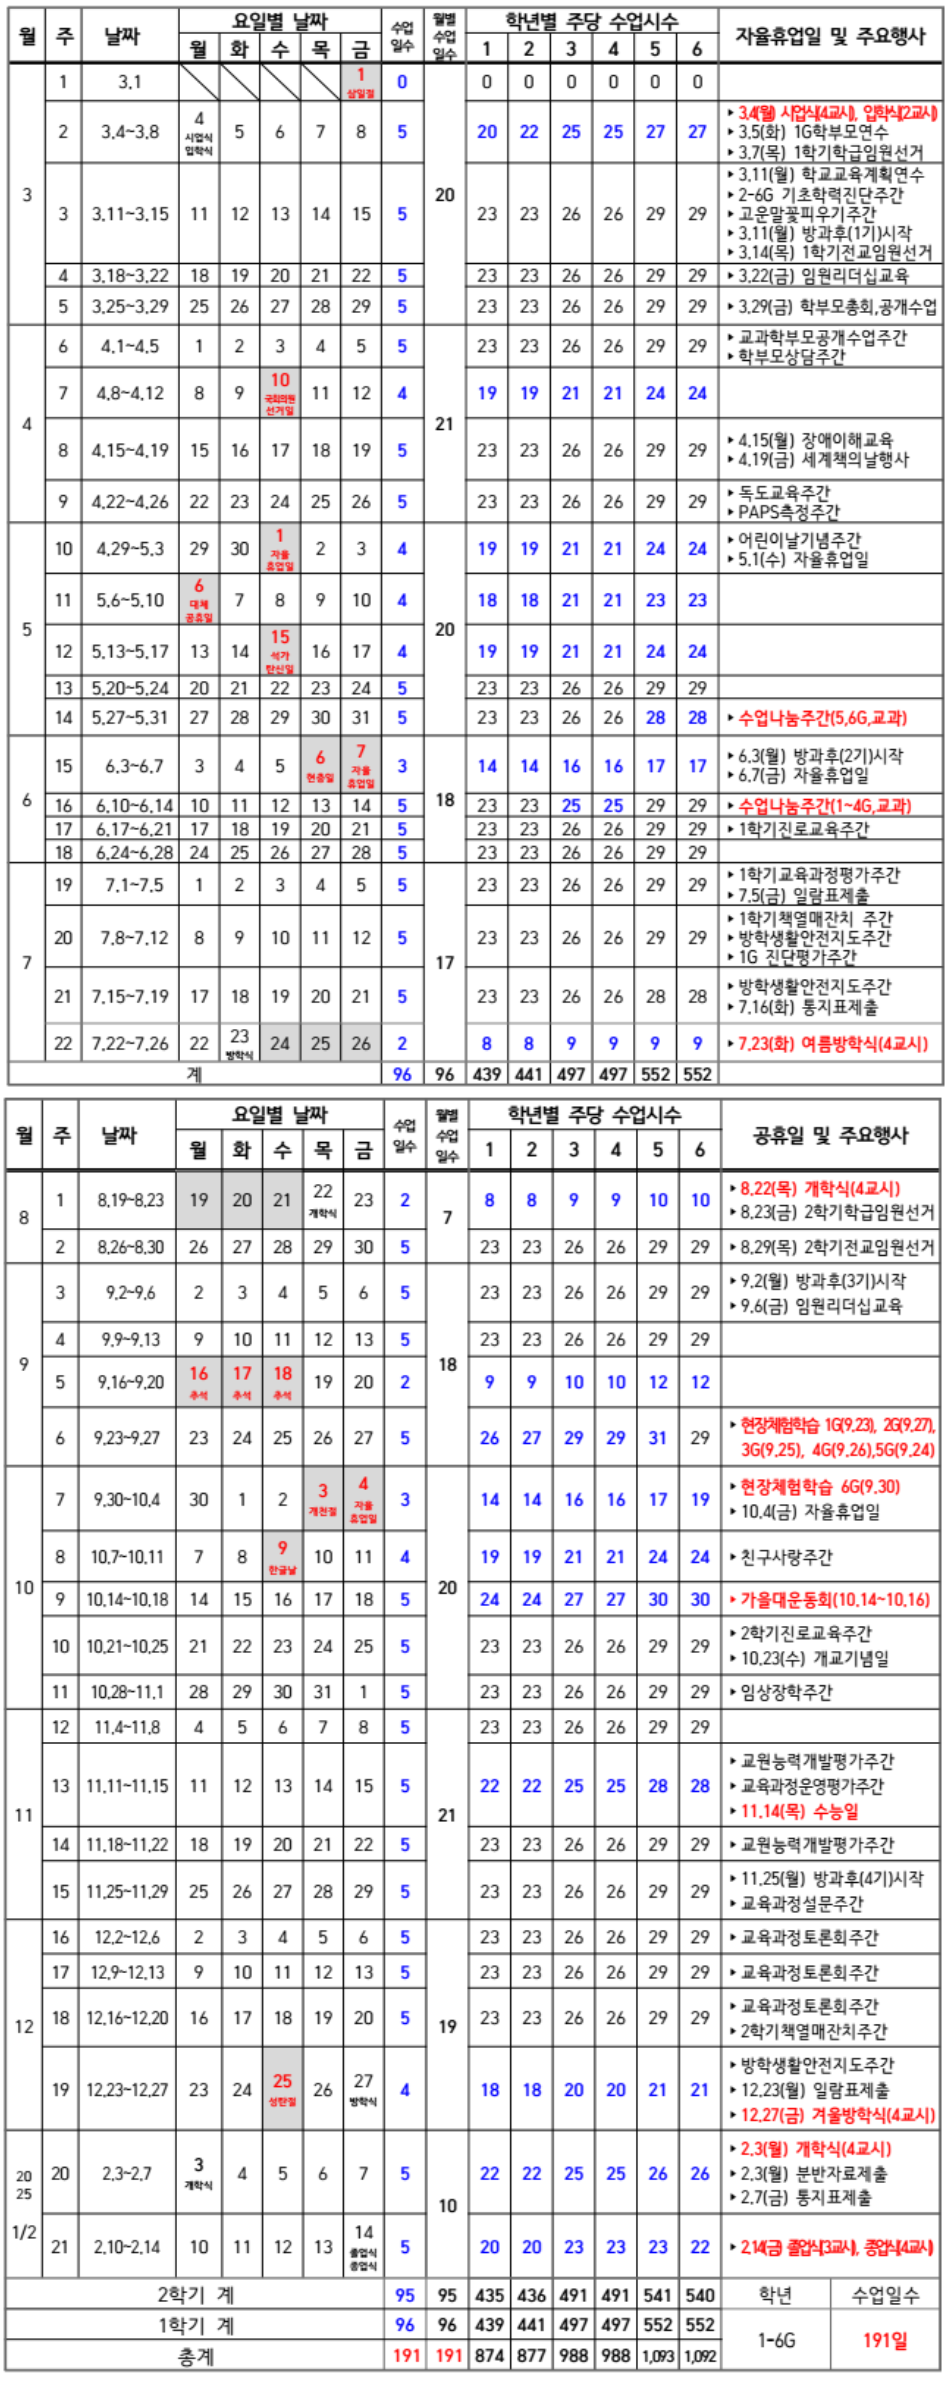 월 주 날짜 요일별 날짜 수업일수 월별수업일수 학년별 주당 수업시수 자율휴업일 및 주요행사
월 화 수 목 금 1 2 3 4 5 6
3 1 3.1 1 삼일절 0 20 0 0 0 0 0 0
2 3.4~3.8 4 시업식 입학식 5 6 7 8 5 20 22 25 25 27 27
‣ 3.4(월) 시업식(4교시), 입학식(2교시)
‣ 3.5(화) 1G학부모연수
‣ 3.7(목) 1학기학급임원선거
3 3.11~3.15 11 12 13 14 15 5 23 23 26 26 29 29
‣ 3.11(월) 학교교육계획연수
‣ 2-6G 기초학력진단주간
‣ 고운말꽃피우기주간
‣ 3.11(월) 방과후(1기)시작
‣ 3.14(목) 1학기전교임원선거
4 3.18~3.22 18 19 20 21 22 5 23 23 26 26 29 29 ‣ 3.22(금) 임원리더십교육
5 3.25~3.29 25 26 27 28 29 5 23 23 26 26 29 29 ‣ 3.29(금) 학부모총회,공개수업
4 6 4.1~4.5 1 2 3 4 5 5 21 23 23 26 26 29 29
‣ 교과학부모공개수업주간
‣ 학부모상담주간
7 4.8~4.12 8 9 10 국회의원 선거일 11 12 4 19 19 21 21 24 24
8 4.15~4.19 15 16 17 18 19 5 23 23 26 26 29 29
‣ 4.15(월) 장애이해교육
‣ 4.19(금) 세계책의날행사
9 4.22~4.26 22 23 24 25 26 5 23 23 26 26 29 29
‣ 독도교육주간
‣ PAPS측정주간
5 10 4.29~5.3 29 30 1 자율 휴업일 2 3 4 20 19 19 21 21 24 24
‣ 어린이날기념주간
‣ 5.1(수) 자율휴업일
11 5.6~5.10 6 대체 공휴일 7 8 9 10 4 18 18 21 21 23 23
12 5.13~5.17 13 14 15 석가 탄신일 16 17 4 19 19 21 21 24 24
13 5.20~5.24 20 21 22 23 24 5 23 23 26 26 29 29
14 5.27~5.31 27 28 29 30 31 5 23 23 26 26 28 28 ‣ 수업나눔주간(5,6G,교과)
6 15 6.3~6.7 3 4 5 6 현충일 7 자율 휴업일 3 18 14 14 16 16 17 17
‣ 6.3(월) 방과후(2기)시작
‣ 6.7(금) 자율휴업일
16 6.10~6.14 10 11 12 13 14 5 23 23 25 25 29 29 ‣ 수업나눔주간(1~4G,교과)
17 6.17~6.21 17 18 19 20 21 5 23 23 26 26 29 29 ‣ 1학기진로교육주간
18 6.24~6.28 24 25 26 27 28 5 23 23 26 26 29 29
7 19 7.1~7.5 1 2 3 4 5 5 17 23 23 26 26 29 29
‣ 1학기교육과정평가주간
‣ 7.5(금) 일람표제출
20 7.8~7.12 8 9 10 11 12 5 23 23 26 26 29 29
‣ 1학기책열매잔치 주간
‣ 방학생활안전지도주간
‣ 1G 진단평가주간
21 7.15~7.19 17 18 19 20 21 5 23 23 26 26 28 28
‣ 방학생활안전지도주간
‣ 7.16(화) 통지표제출
22 7.22~7.26 22 23 방학식 24 25 26 2 8 8 9 9 9 9 ‣ 7.23(화) 여름방학식(4교시)
계 96 96 439 441 497 497 552 552
월 주 날짜 요일별 날짜 수업일수 월별수업일수 학년별 주당 수업시수 공휴일 및 주요행사
월 화 수 목 금 1 2 3 4 5 6
8 1 8.19~8.23 19 20 21 22 개학식 23 2 7 8 8 9 9 10 10
‣ 8.22(목) 개학식(4교시)
‣ 8.23(금) 2학기학급임원선거
2 8.26~8.30 26 27 28 29 30 5 23 23 26 26 29 29 ‣ 8.29(목) 2학기전교임원선거
9 3 9.2~9.6 2 3 4 5 6 5 18 23 23 26 26 29 29
‣ 9.2(월) 방과후(3기)시작
‣ 9.6(금) 임원리더십교육
4 9.9~9.13 9 10 11 12 13 5 23 23 26 26 29 29
5 9.16~9.20 16 추석 17 추석 18 추석 19 20 2 9 9 10 10 12 12
6 9.23~9.27 23 24 25 26 27 5 26 27 29 29 31 29
‣ 현장체험학습 1G(9.23), 2G(9.27),
3G(9.25), 4G(9.26),5G(9.24)
10 7 9.30~10.4 30 1 2 3 개천절 4 자율 휴업일 3 20 14 14 16 16 17 19
‣ 현장체험학습 6G(9.30)
‣ 10.4(금) 자율휴업일
8 10.7~10.11 7 8 9 한글날 10 11 4 19 19 21 21 24 24 ‣ 친구사랑주간
9 10.14~10.18 14 15 16 17 18 5 24 24 27 27 30 30 ‣ 가을대운동회(10.14~10.16)
10 10.21~10.25 21 22 23 24 25 5 23 23 26 26 29 29
‣ 2학기진로교육주간
‣ 10.23(수) 개교기념일
11 10.28~11.1 28 29 30 31 1 5 23 23 26 26 29 29 ‣ 임상장학주간
11 12 11.4~11.8 4 5 6 7 8 5 21 23 23 26 26 29 29
13 11.11~11.15 11 12 13 14 15 5 22 22 25 25 28 28
‣ 교원능력개발평가주간
‣ 교육과정운영평가주간
‣ 11.14(목) 수능일
14 11.18~11.22 18 19 20 21 22 5 23 23 26 26 29 29 ‣ 교원능력개발평가주간
15 11.25~11.29 25 26 27 28 29 5 23 23 26 26 29 29
‣ 11.25(월) 방과후(4기)시작
‣ 교육과정설문주간
12 16 12.2~12.6 2 3 4 5 6 5 19 23 23 26 26 29 29 ‣ 교육과정토론회주간
17 12.9~12.13 9 10 11 12 13 5 23 23 26 26 29 29 ‣ 교육과정토론회주간
18 12.16~12.20 16 17 18 19 20 5 23 23 26 26 29 29
‣ 교육과정토론회주간
‣ 2학기책열매잔치주간
19 12.23~12.27 23 24 25 성탄절 26 27 방학식 4 18 18 20 20 21 21
‣ 방학생활안전지도주간
‣ 12.23(월) 일람표제출
‣ 12.27(금) 겨울방학식(4교시)
2025 1/2 20 2.3~2.7 3 개학식 4 5 6 7 5 10 22 22 25 25 26 26
‣ 2.3(월) 개학식(4교시)
‣ 2.3(월) 분반자료제출
‣ 2.7(금) 통지표제출
21 2.10~2.14 10 11 12 13 14 졸업식 종업식 5 20 20 23 23 23 22 ‣ 2.14(금) 졸업식(3교시), 종업식(4교시)
2학기 계 95 95 435 436 491 491 541 540 학년 수업일수
1학기 계 96 96 439 441 497 497 552 552 1-6G 191일
총계 191 191 874 877 988 988 1,093 1,092